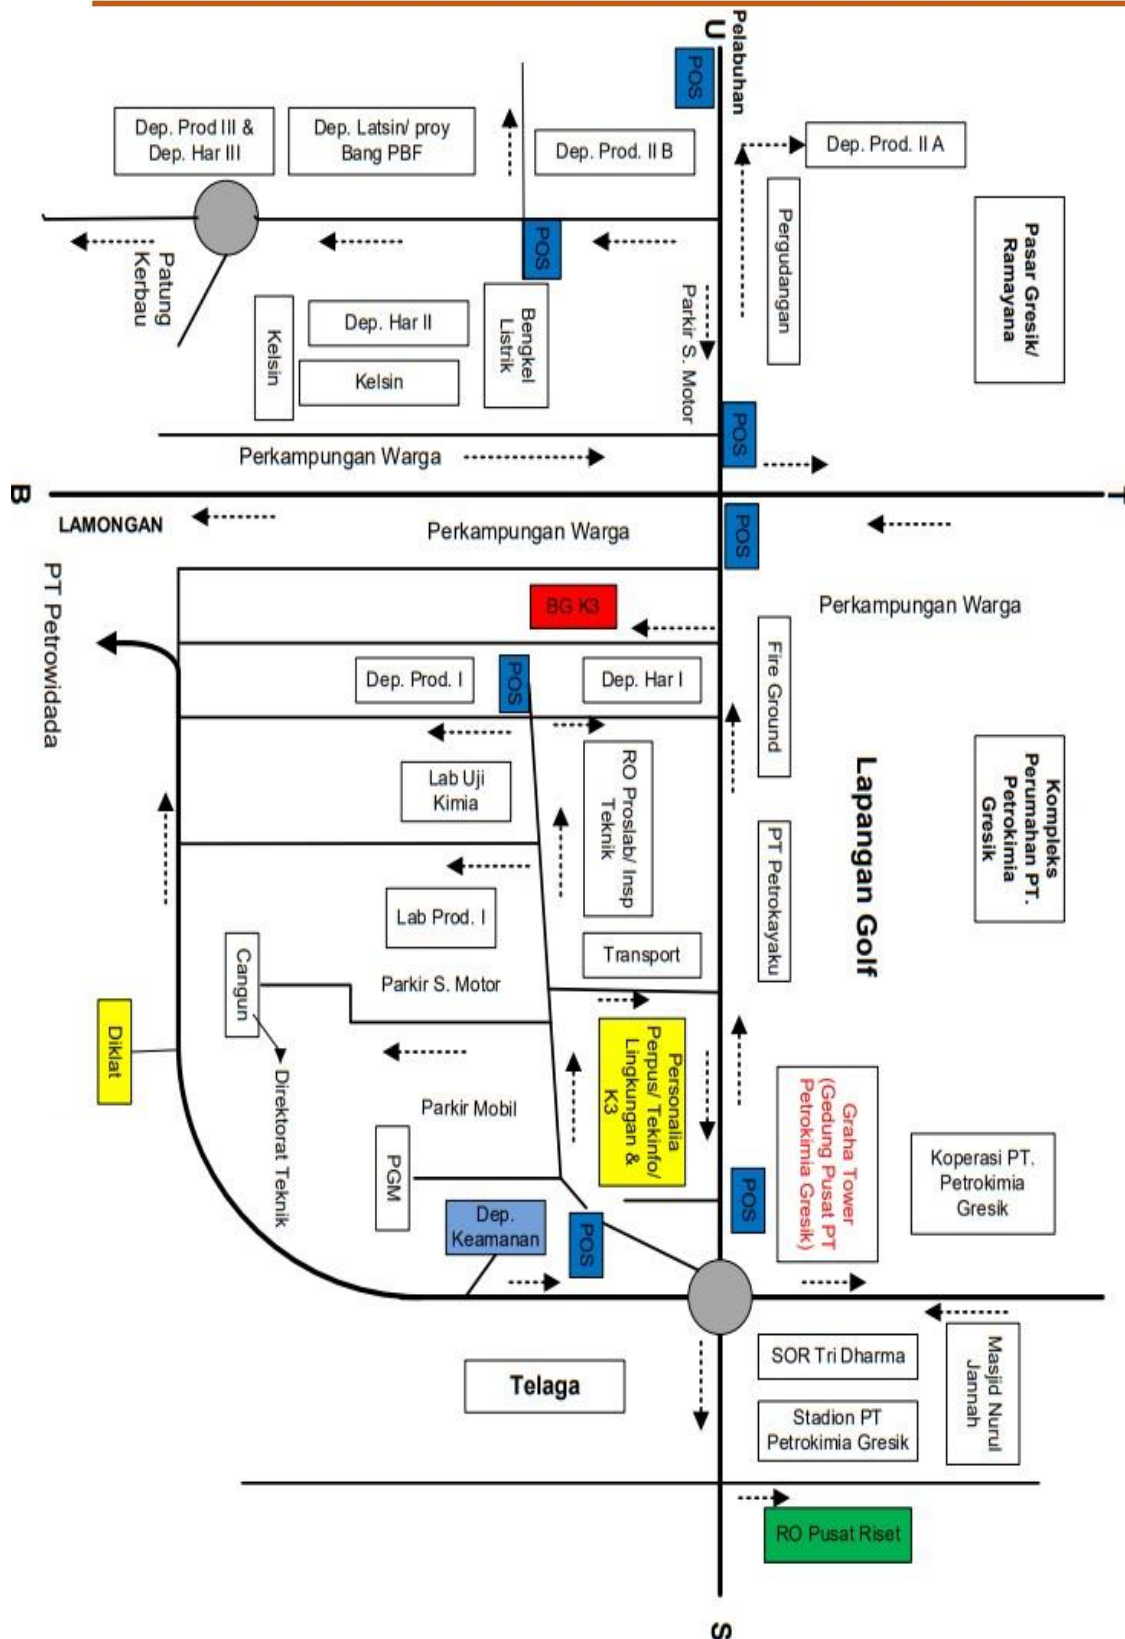 U
Pelabuhan
POS
Dep. Prod III &
Dep. Har III
Dep. Latsin/ proy
Bang PBF
Dep. Prod. II B
Dep. Prod. II A
Pergudangan
Pasar Gresik/
Ramayana
POS
Patung
Kerbau
Parkir S. Motor
Bengkel
Listrik
Dep. Har II
Kelsin
Kelsin
POS
Perkampungan Warga
B
T
LAMONGAN
Perkampungan Warga
POS
Perkampungan Warga
PT Petrowidada
BG K3
Dep. Prod. I
POS
Dep. Har I
Fire Ground
Lab Uji
Kimia
RO Proslab/ Insp
Teknik
PT Petrokayaku
Lapangan Golf
Kompleks
Perumahan PT.
Petrokimia
Gresik
Lab Prod. I
Transport
Cangun
Parkir S. Motor
Diklat
Direktorat Teknik
Personalia
Perpus/ Tekinfo/
Lingkungan &
K3
Parkir Mobil
Graha Tower
(Gedung Pusat PT
Petrokimia Gresik)
Koperasi PT.
Petrokimia
Gresik
PGM
POS
Dep.
Keamanan
POS
SOR Tri Dharma
Masjid Nurul
Jannah
Telaga
Stadion PT
Petrokimia Gresik
RO Pusat Riset
S